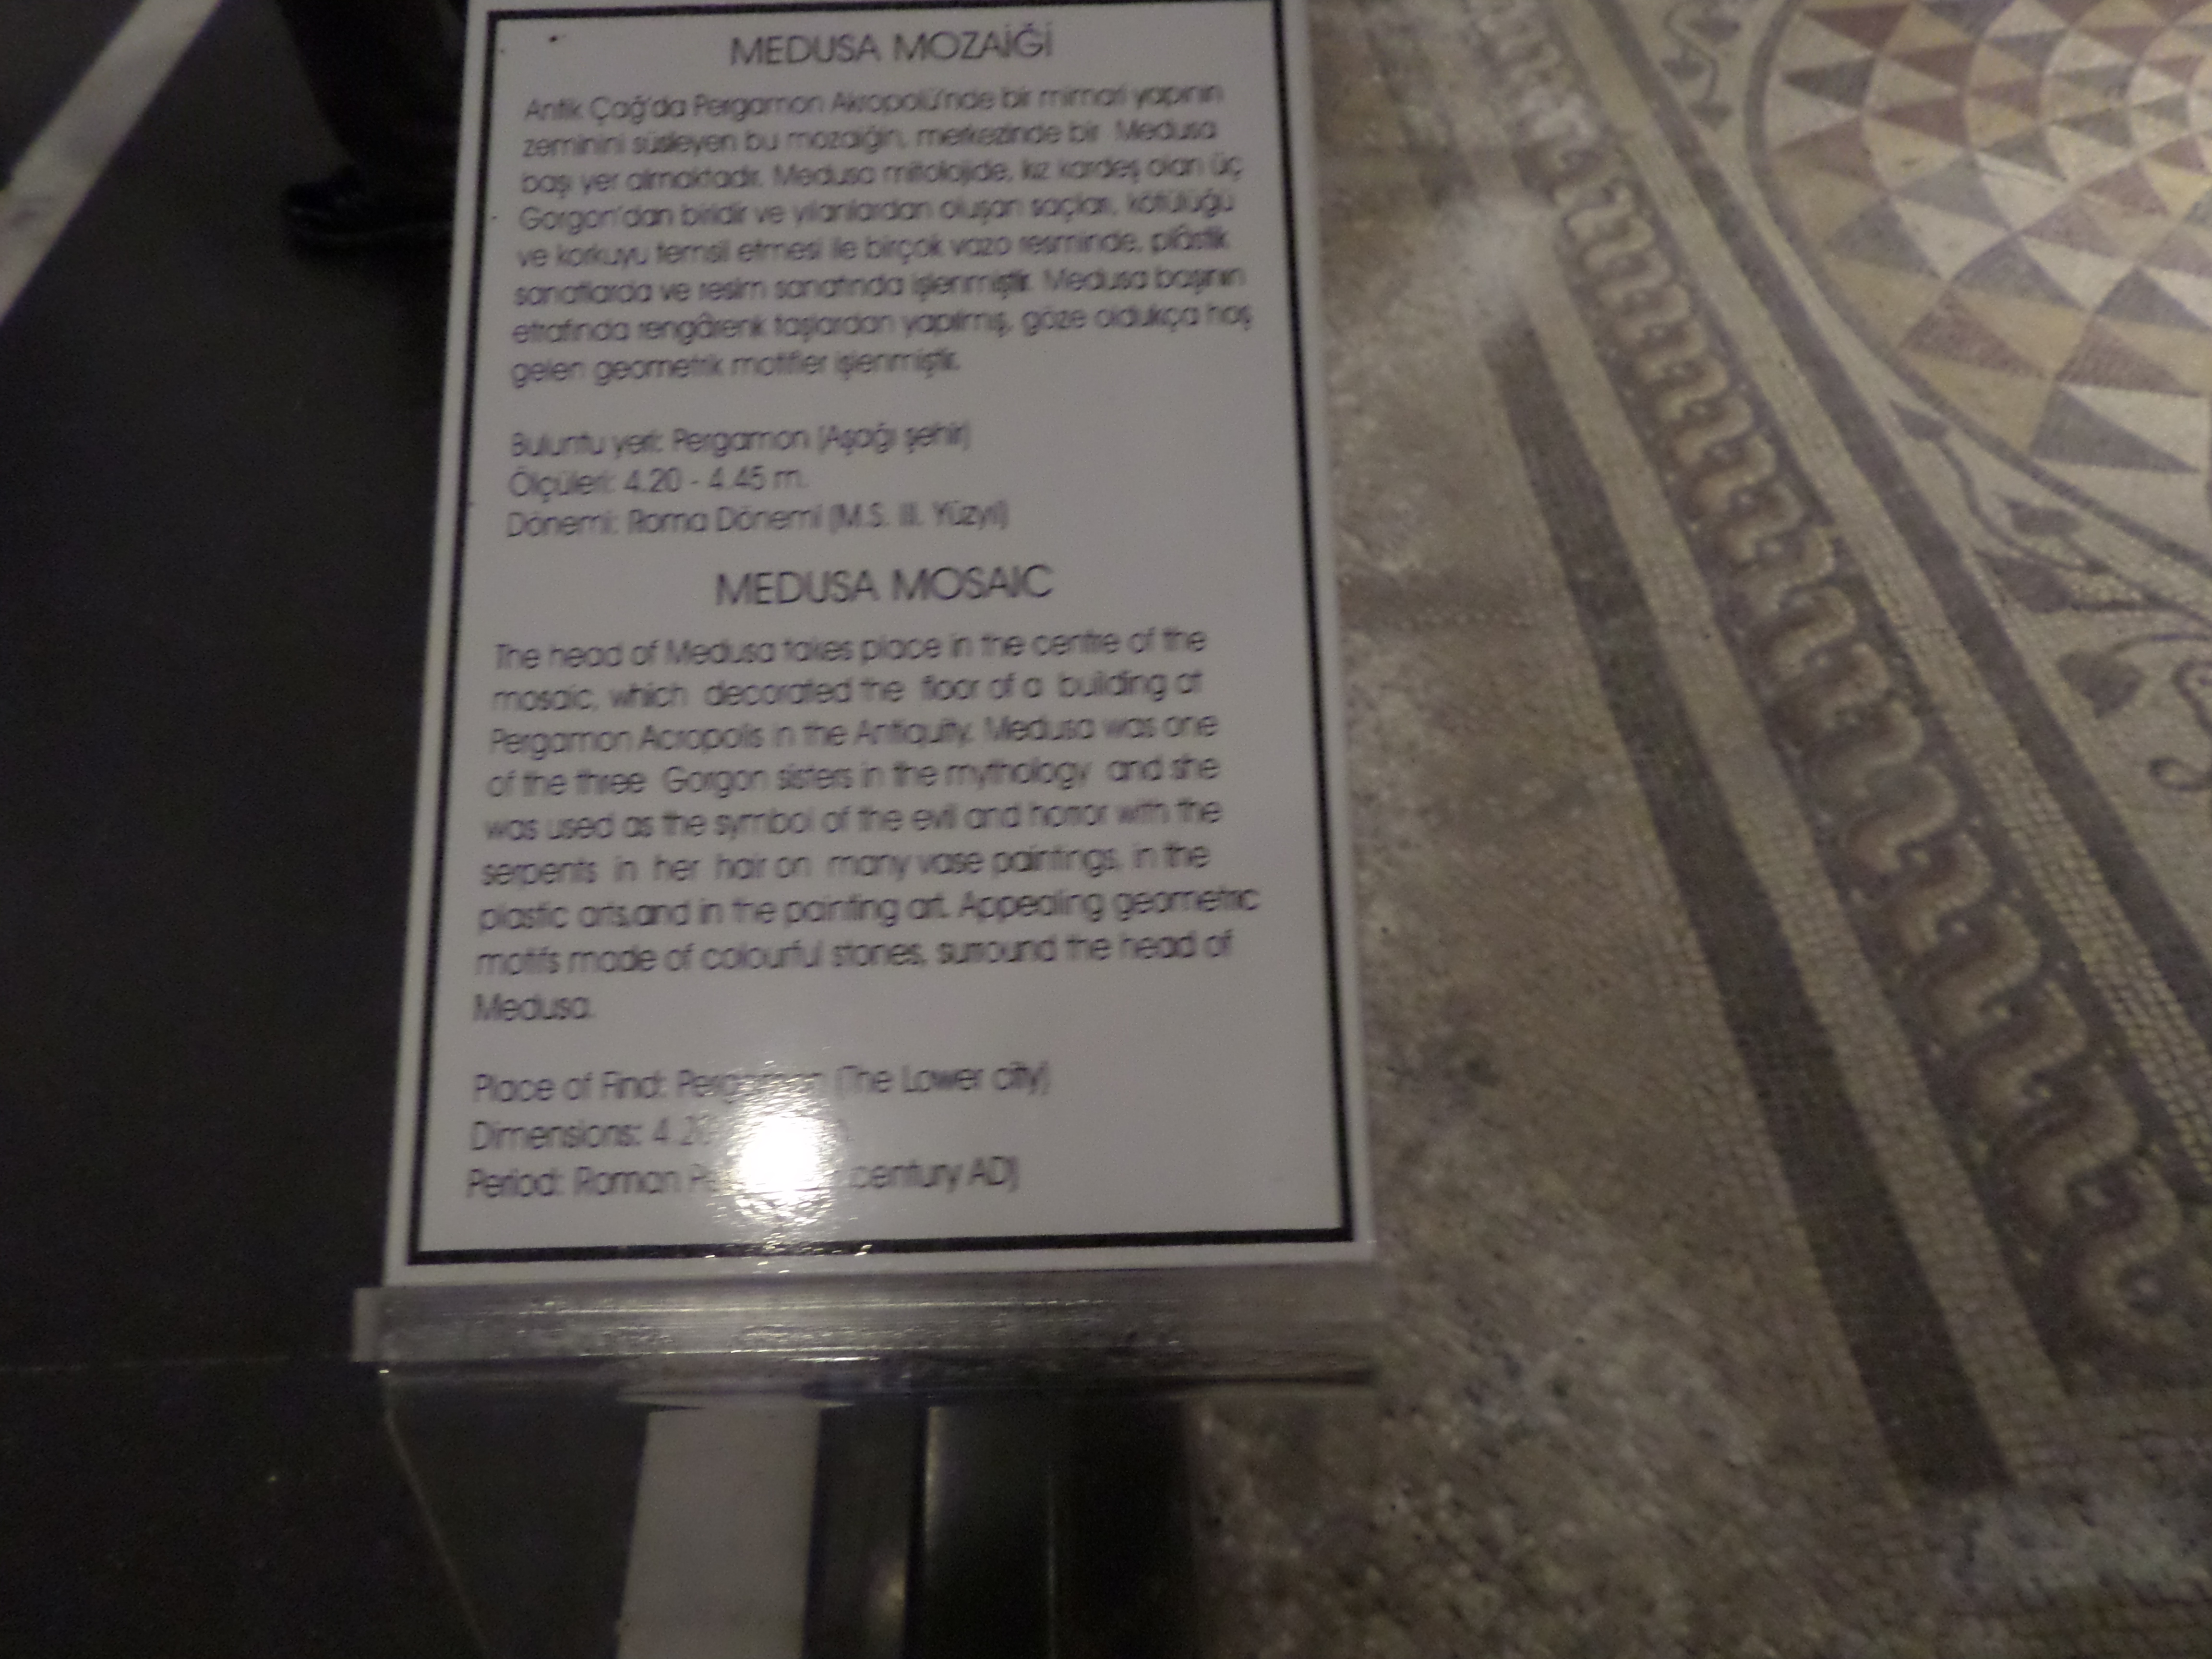 MEDUSA MOZAİĞİ
Antik Çağ'da Pergamon Akropolü'nde bir mimari yapının
zeminini süsleyen bu mozaiğin, merkezinde bir Medusa
başı yer almaktadır. Medusa mitolojide, kız kardeş olan üç
Gorgon'dan biridir ve yılanlardan oluşan saçları, kötülüğü
ve korkuyu temsil etmesi ile birçok vazo resminde, plâstik
sanatlarda ve resim sanatında işlenmiştir. Medusa başının
etrafında rengârenk taşlardan yapılmış, göze oldukça hoş
gelen geometrik motifler işlenmiştir.
Buluntu yeri: Pergamon (Aşağı şehir)
Ölçüleri: 4.20 - 4.45 m.
Dönemi: Roma Dönemi (M.S. III. Yüzyıl)
MEDUSA MOSAIC
The head of Medusa takes place in the centre of the
mosaic, which decorated the floor of a building at
Pergamon Acropolis in the Antiquity. Medusa was one
of the three Gorgon sisters in the mythology and she
was used as the symbol of the evil and horror with the
serpents in her hair on many vase paintings, in the
plastic arts,and in the painting art. Appealing geometric
motifs made of colourful stones, surround the head of
Medusa.
Place of Find: Pergamon (The Lower city)
Dimensions: 4.20
Period: Roman century AD)